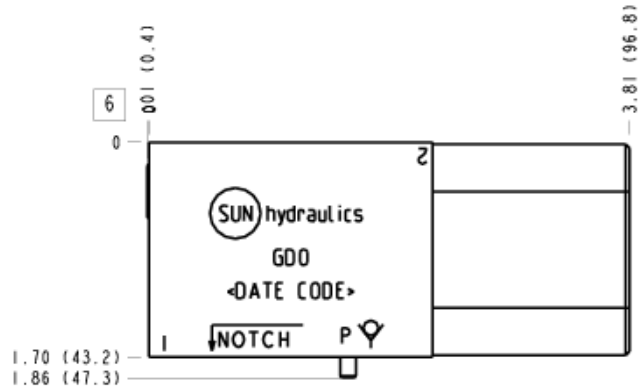 .001 (0.4)
3.81 (96.8)
6
0
2
SUN hydraulics
GDO
<DATE CODE>
1 NOTCH P
1.70 (43.2)
1.86 (47.3)